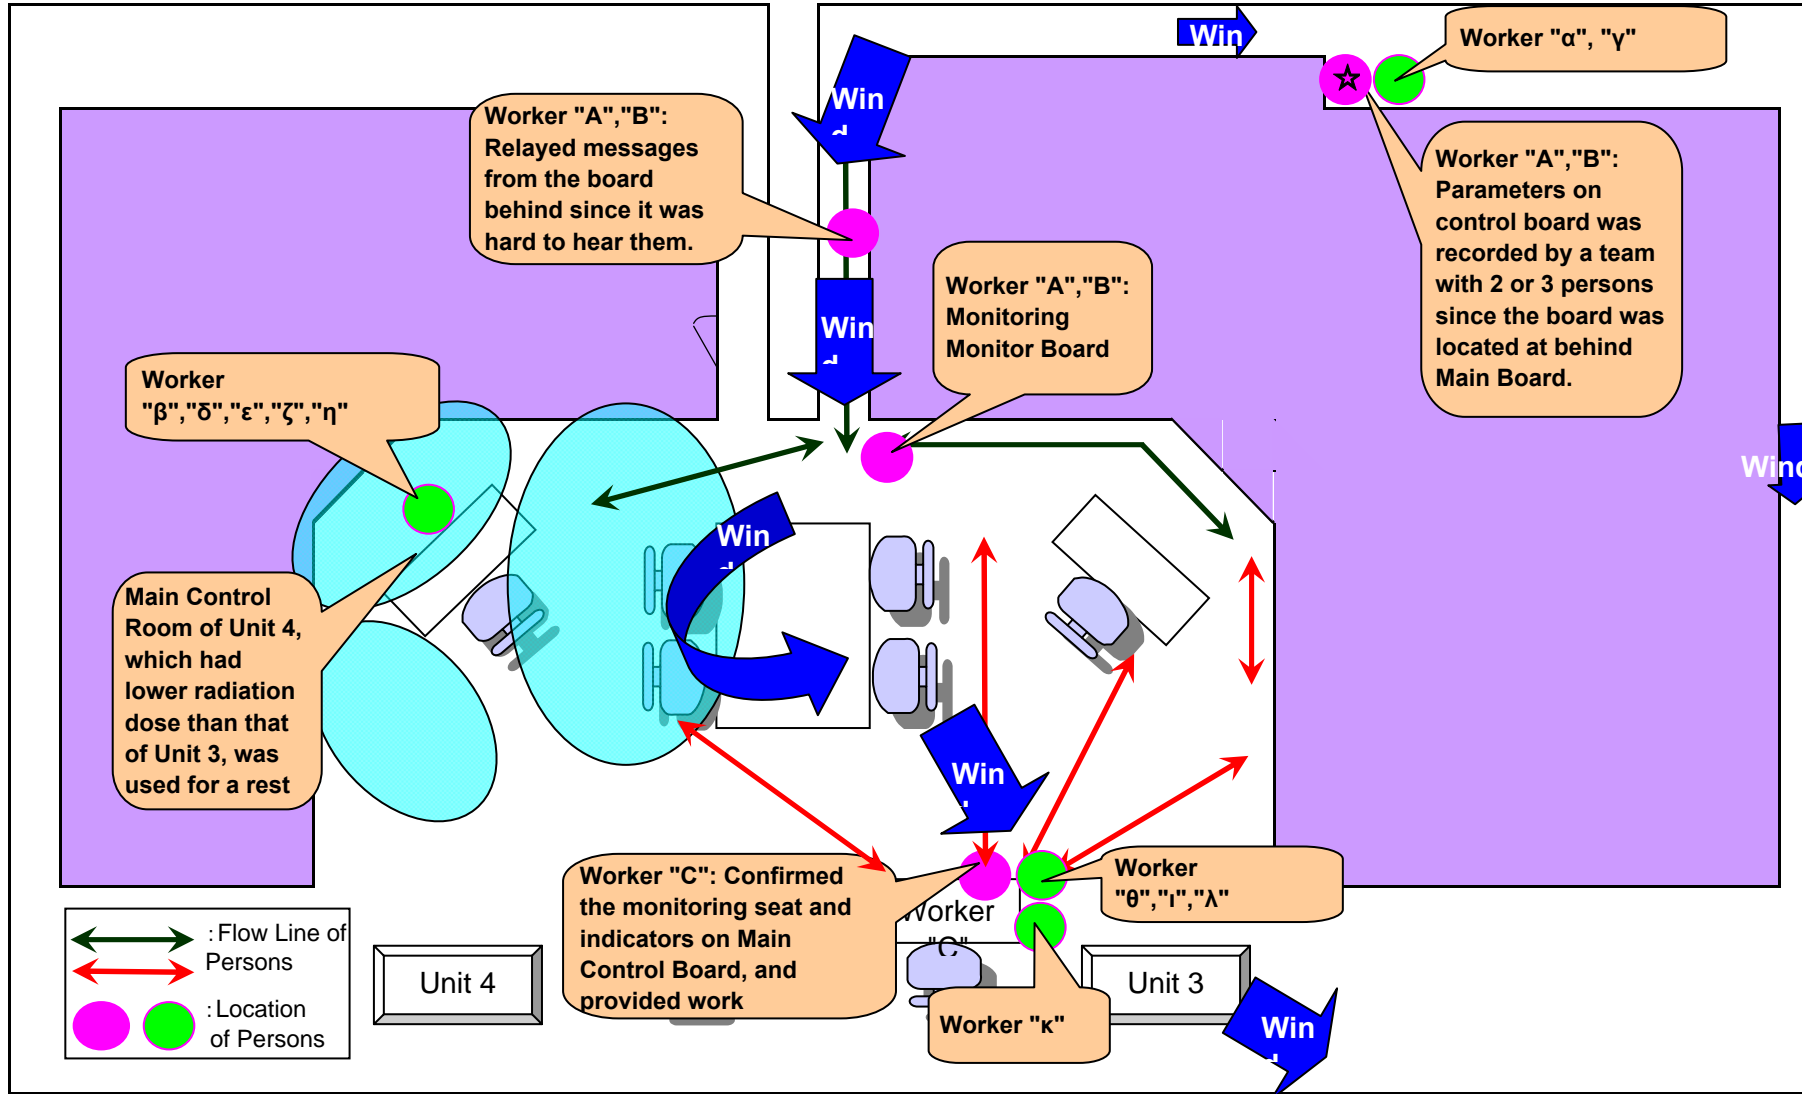 Win
Worker "α", "γ"
Win
d
Worker "A","B":
Relayed messages
from the board
behind since it was
hard to hear them.
Worker "A","B":
Parameters on
control board was
recorded by a team
with 2 or 3 persons
since the board was
located at behind
Main Board.
Worker "A","B":
Monitoring
Monitor Board
Win
d
Worker
"β","δ","ε","ζ","η"
Wind
Win
d
Main Control
Room of Unit 4,
which had
lower radiation
dose than that
of Unit 3, was
used for a rest
Win
d
Worker "C": Confirmed
the monitoring seat and
indicators on Main
Control Board, and
provided work
Worker
"C"
Worker
"θ","ι","λ"
Worker "κ"
: Flow Line of
Persons
: Location
of Persons
Unit 4
Unit 3
Win
d